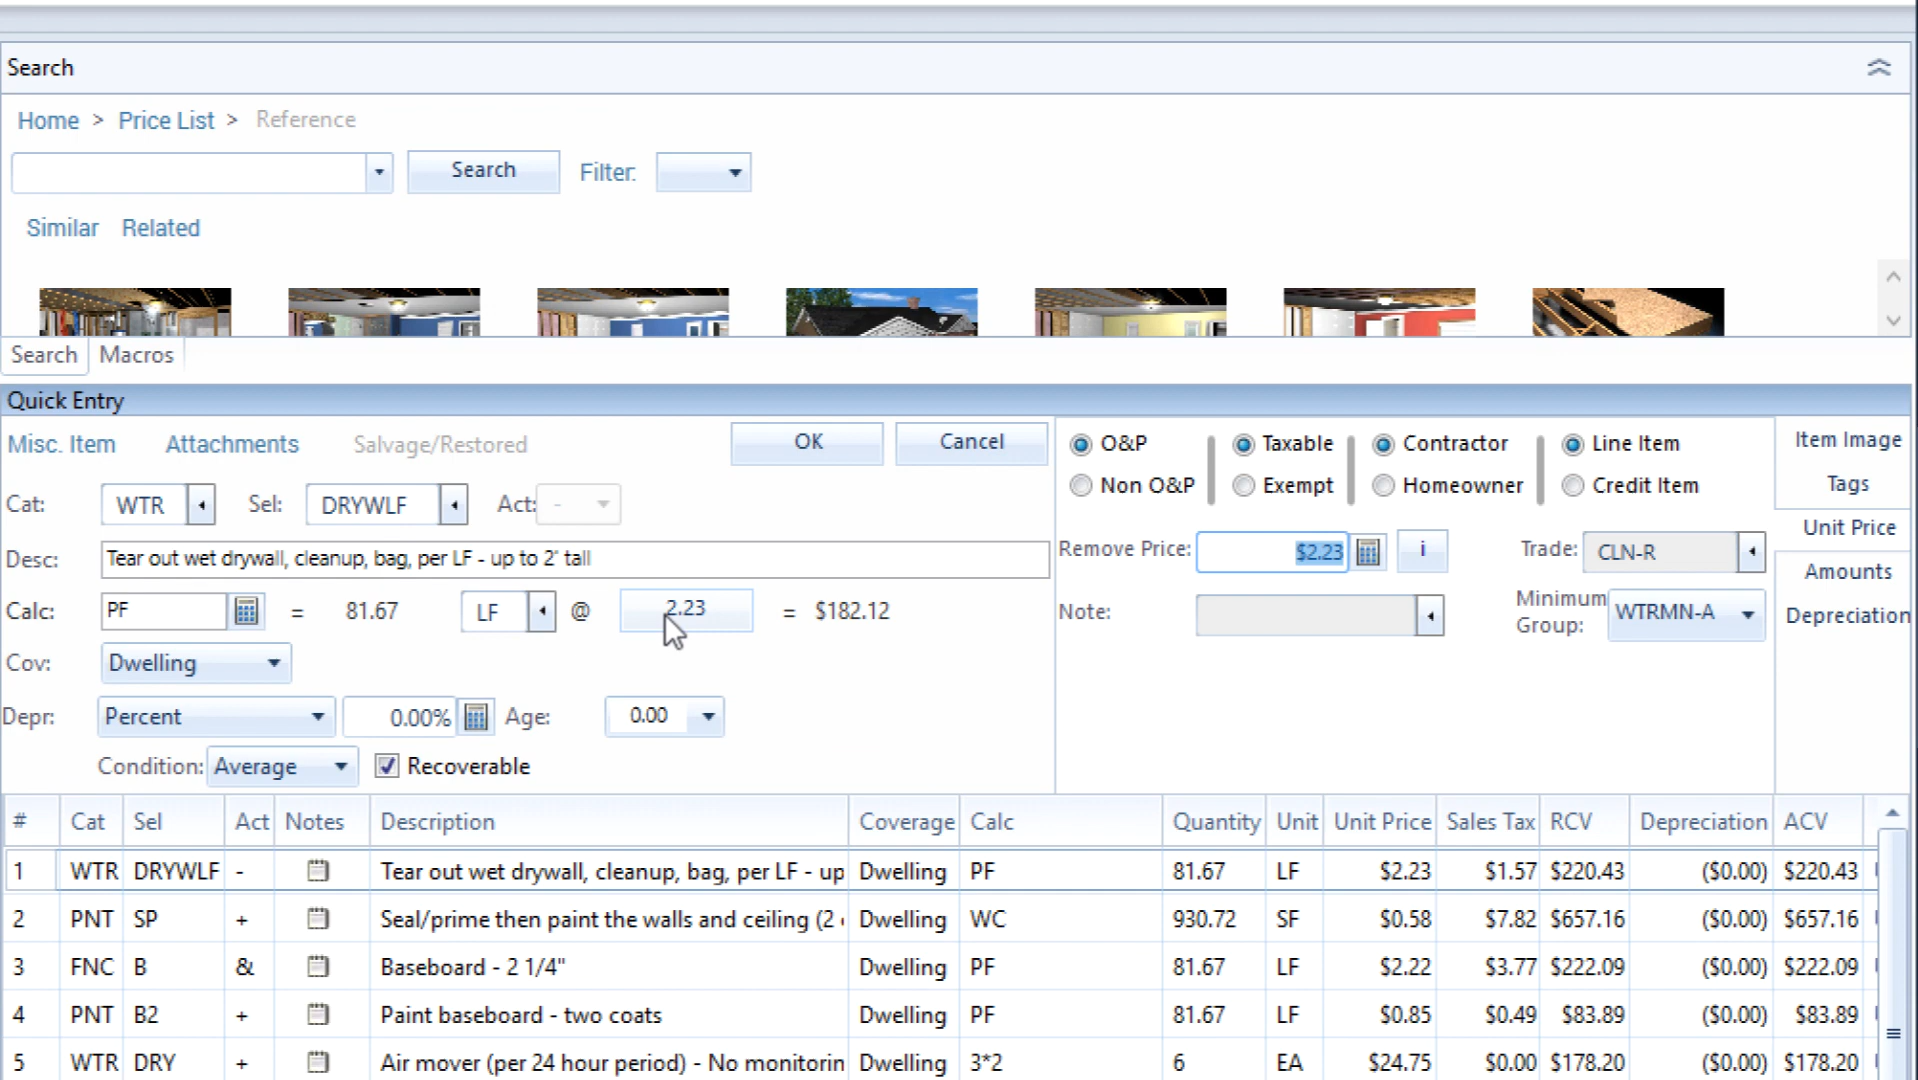 Search
Home > Price List > Reference
Search Filter:
Similar Related
Search Macros
Quick Entry
Misc. Item Attachments Salvage/Restored OK Cancel
Cat: WTR Sel: DRYWLF Act: -
Desc: Tear out wet drywall, cleanup, bag, per LF - up to 2' tall
Calc: PF = 81.67 LF @ 2.23 = $182.12
Cov: Dwelling
Depr: Percent 0.00% Age: 0.00
Condition: Average Recoverable
O&P Taxable Contractor Line Item
Non O&P Exempt Homeowner Credit Item
Remove Price: $2.23 i Trade: CLN-R
Note: Minimum Group: WTRMN-A
Item Image
Tags
Unit Price
Amounts
Depreciation
# Cat Sel Act Notes Description Coverage Calc Quantity Unit Unit Price Sales Tax RCV Depreciation ACV
1 WTR DRYWLF - Tear out wet drywall, cleanup, bag, per LF - up Dwelling PF 81.67 LF $2.23 $1.57 $220.43 ($0.00) $220.43
2 PNT SP + Seal/prime then paint the walls and ceiling (2 Dwelling WC 930.72 SF $0.58 $7.82 $657.16 ($0.00) $657.16
3 FNC B & Baseboard - 2 1/4" Dwelling PF 81.67 LF $2.22 $3.77 $222.09 ($0.00) $222.09
4 PNT B2 + Paint baseboard - two coats Dwelling PF 81.67 LF $0.85 $0.49 $83.89 ($0.00) $83.89
5 WTR DRY + Air mover (per 24 hour period) - No monitorin Dwelling 3*2 6 EA $24.75 $0.00 $178.20 ($0.00) $178.20